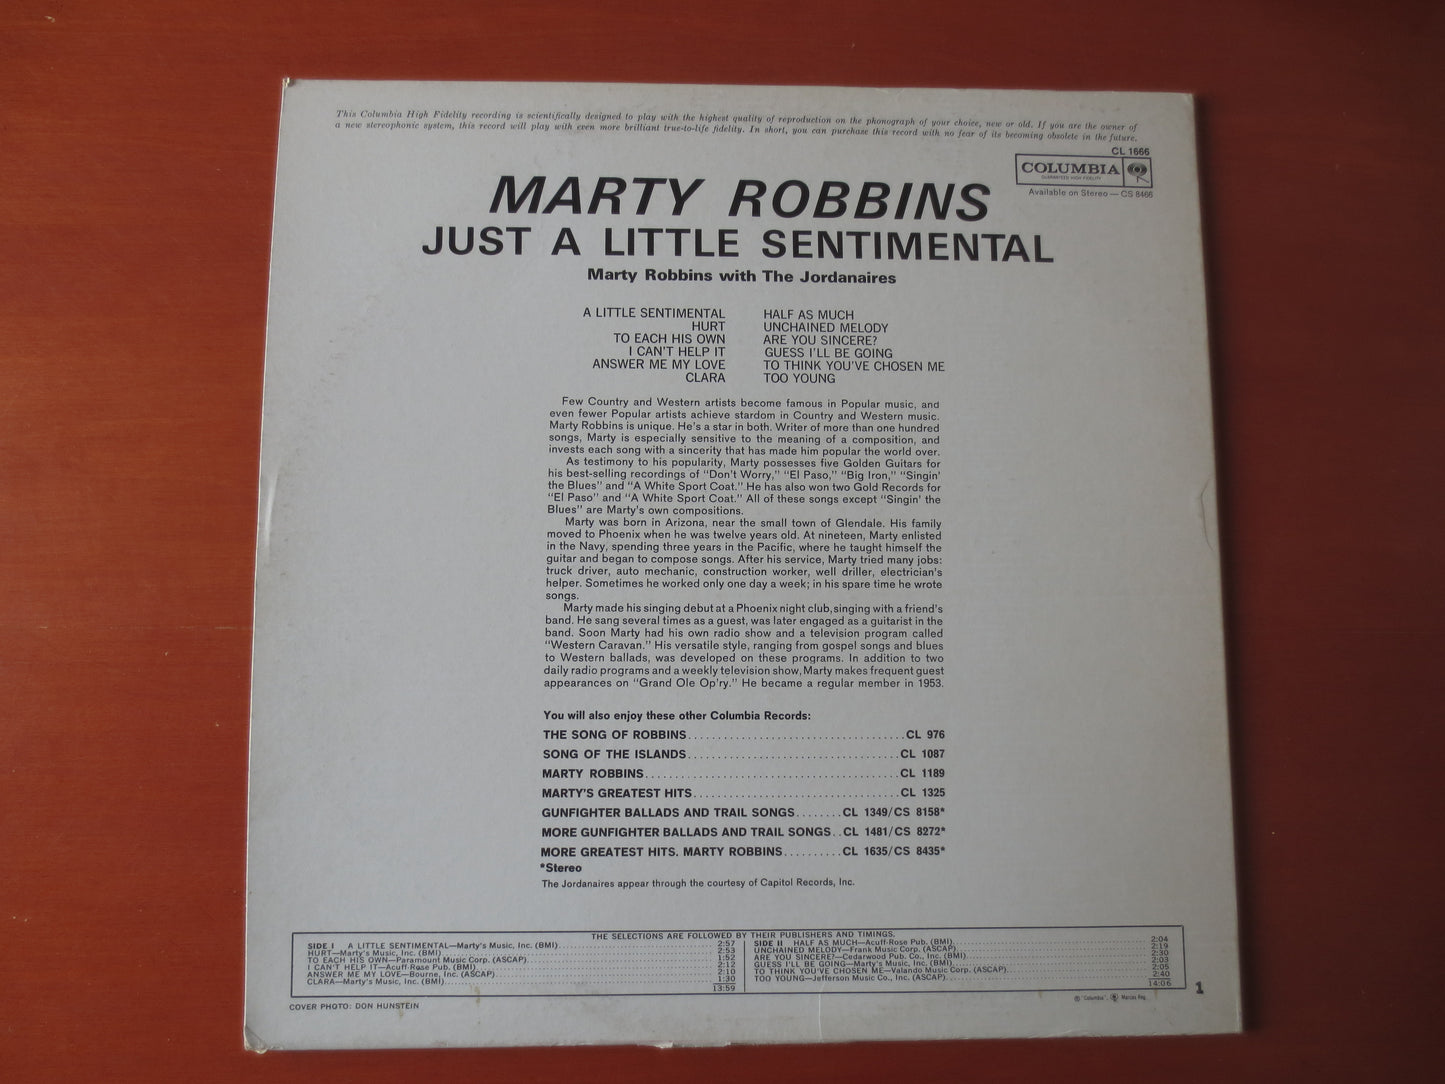 This Columbia High Fidelity recording is scientifically designed to play with the highest quality of reproduction on the phonograph of your choice, new or old. If you are the owner of
a new stereophonic system, this record will play with even more brilliant true-to-life fidelity. In short, you can purchase this record with no fear of its becoming obsolete in the future.
CL 1666
COLUMBIA
GUARANTEED HIGH FIDELITY
Available on Stereo — CS 8466
MARTY ROBBINS
JUST A LITTLE SENTIMENTAL
Marty Robbins with The Jordanaires
A LITTLE SENTIMENTAL
HURT
TO EACH HIS OWN
I CAN'T HELP IT
ANSWER ME MY LOVE
CLARA
HALF AS MUCH
UNCHAINED MELODY
ARE YOU SINCERE?
GUESS I'LL BE GOING
TO THINK YOU'VE CHOSEN ME
TOO YOUNG
Few Country and Western artists become famous in Popular music, and
even fewer Popular artists achieve stardom in Country and Western music.
Marty Robbins is unique. He's a star in both. Writer of more than one hundred
songs, Marty is especially sensitive to the meaning of a composition, and
invests each song with a sincerity that has made him popular the world over.
As testimony to his popularity, Marty possesses five Golden Guitars for
his best-selling recordings of "Don't Worry," "El Paso," "Big Iron," "Singin'
the Blues" and "A White Sport Coat." He has also won two Gold Records for
"El Paso" and "A White Sport Coat." All of these songs except "Singin' the
Blues" are Marty's own compositions.
Marty was born in Arizona, near the small town of Glendale. His family
moved to Phoenix when he was twelve years old. At nineteen, Marty enlisted
in the Navy, spending three years in the Pacific, where he taught himself the
guitar and began to compose songs. After his service, Marty tried many jobs:
truck driver, auto mechanic, construction worker, well driller, electrician's
helper. Sometimes he worked only one day a week; in his spare time he wrote
songs.
Marty made his singing debut at a Phoenix night club, singing with a friend's
band. He sang several times as a guest, was later engaged as a guitarist in the
band. Soon Marty had his own radio show and a television program called
"Western Caravan." His versatile style, ranging from gospel songs and blues
to Western ballads, was developed on these programs. In addition to two
daily radio programs and a weekly television show, Marty makes frequent guest
appearances on "Grand Ole Op'ry." He became a regular member in 1953.
You will also enjoy these other Columbia Records:
THE SONG OF ROBBINS..................................CL 976
SONG OF THE ISLANDS.................................CL 1087
MARTY ROBBINS........................................CL 1189
MARTY'S GREATEST HITS................................CL 1325
GUNFIGHTER BALLADS AND TRAIL SONGS........CL 1349/CS 8158*
MORE GUNFIGHTER BALLADS AND TRAIL SONGS..CL 1481/CS 8272*
MORE GREATEST HITS. MARTY ROBBINS..........CL 1635/CS 8435*
*Stereo
The Jordanaires appear through the courtesy of Capitol Records, Inc.
THE SELECTIONS ARE FOLLOWED BY THEIR PUBLISHERS AND TIMINGS.
SIDE I A LITTLE SENTIMENTAL—Marty's Music, Inc. (BMI) 2:57
HURT—Marty's Music, Inc. (BMI) 2:53
TO EACH HIS OWN—Paramount Music Corp. (ASCAP) 1:52
I CAN'T HELP IT—Acuff-Rose Pub. (BMI) 2:12
ANSWER ME MY LOVE—Bourne, Inc. (ASCAP) 2:10
CLARA—Marty's Music, Inc. (BMI) 1:30
13:59
SIDE II HALF AS MUCH—Acuff-Rose Pub. (BMI) 2:04
UNCHAINED MELODY—Frank Music Corp. (ASCAP) 2:19
ARE YOU SINCERE?—Cedarwood Pub. Co., Inc. (BMI) 2:30
GUESS I'LL BE GOING—Marty's Music, Inc. (BMI) 2:03
TO THINK YOU'VE CHOSEN ME—Valando Music Corp. (ASCAP) 2:05
TOO YOUNG—Jefferson Music Co., Inc. (ASCAP) 2:40
14:06
1
COVER PHOTO: DON HUNSTEIN
® "Columbia", Marcas Reg.